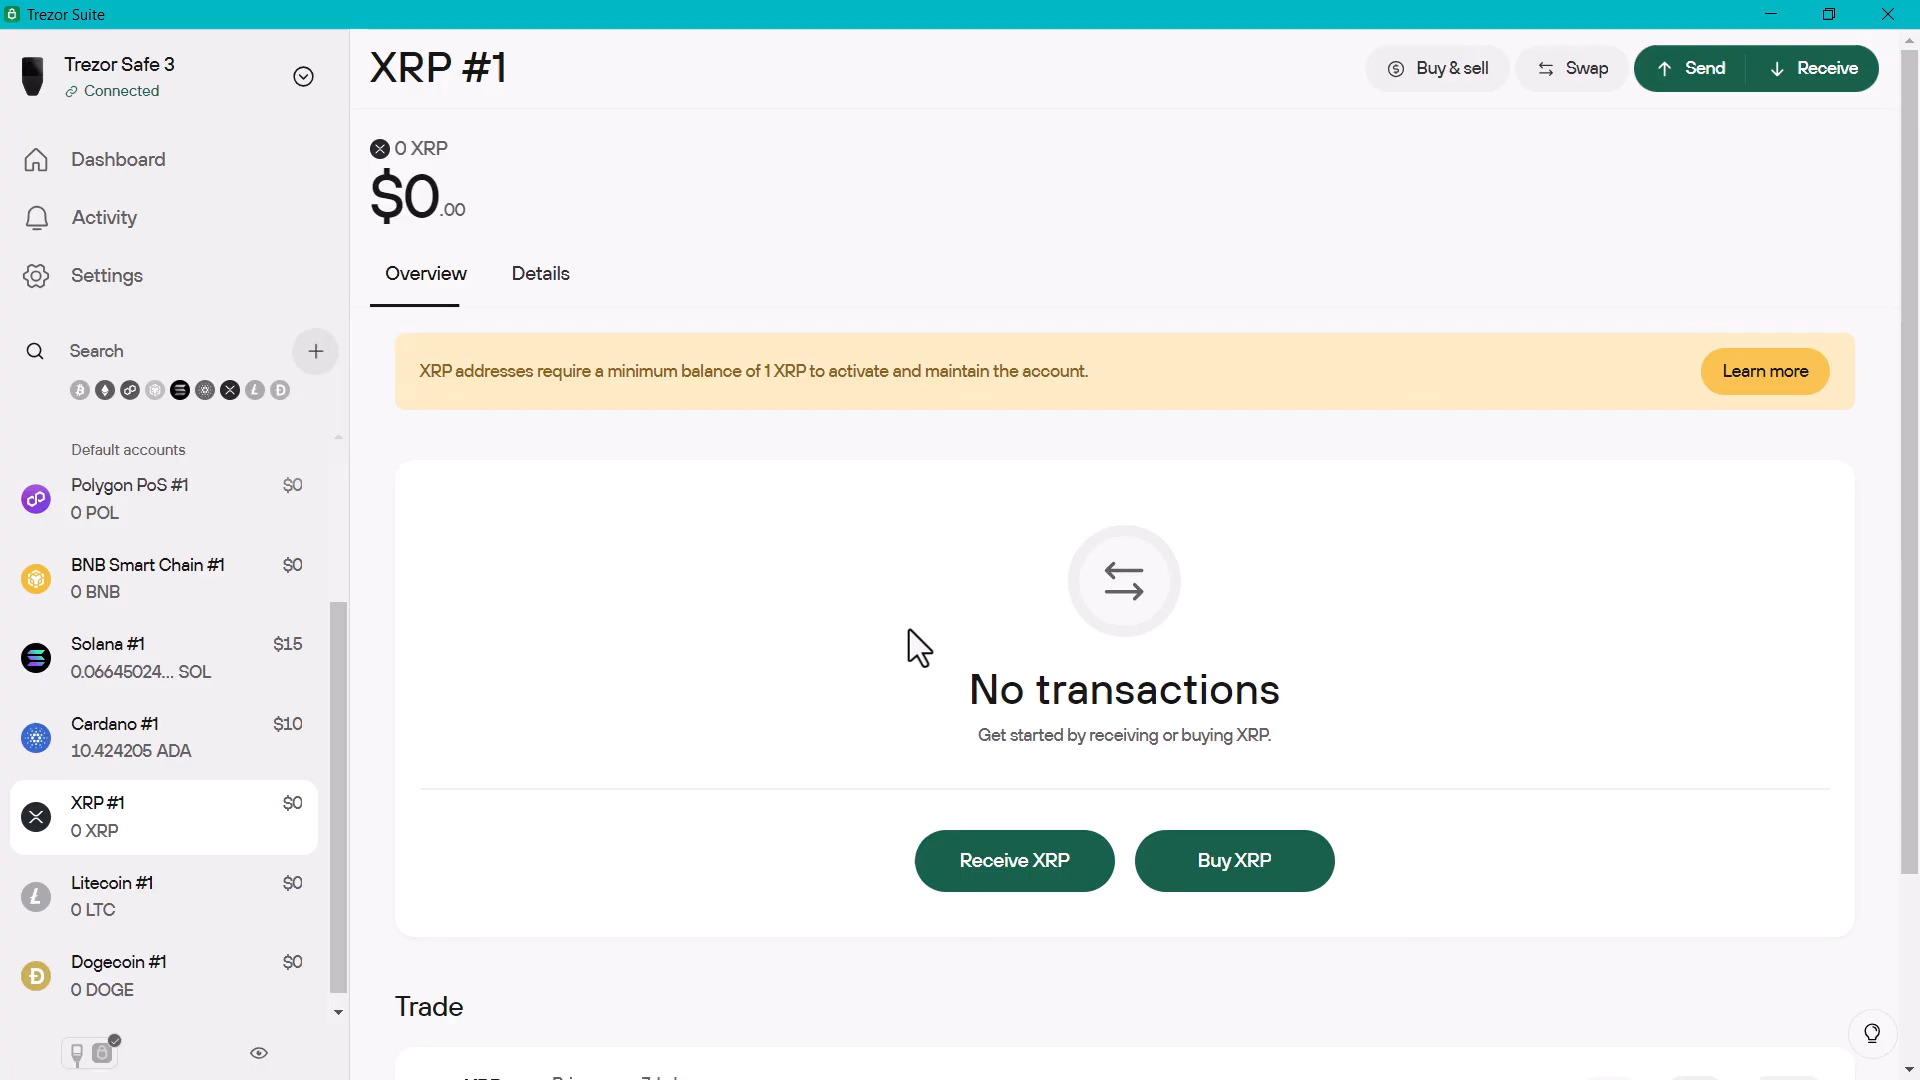 Trezor Suite
Trezor Safe 3
Connected
Dashboard
Activity
Settings
Search
Default accounts
Polygon PoS #1 $0
0 POL
BNB Smart Chain #1 $0
0 BNB
Solana #1 $15
0.06645024... SOL
Cardano #1 $10
10.424205 ADA
XRP #1 $0
0 XRP
Litecoin #1 $0
0 LTC
Dogecoin #1 $0
0 DOGE
XRP #1
Buy & sell
Swap
Send
Receive
0 XRP
$0.00
Overview Details
XRP addresses require a minimum balance of 1 XRP to activate and maintain the account.
Learn more
No transactions
Get started by receiving or buying XRP.
Receive XRP
Buy XRP
Trade